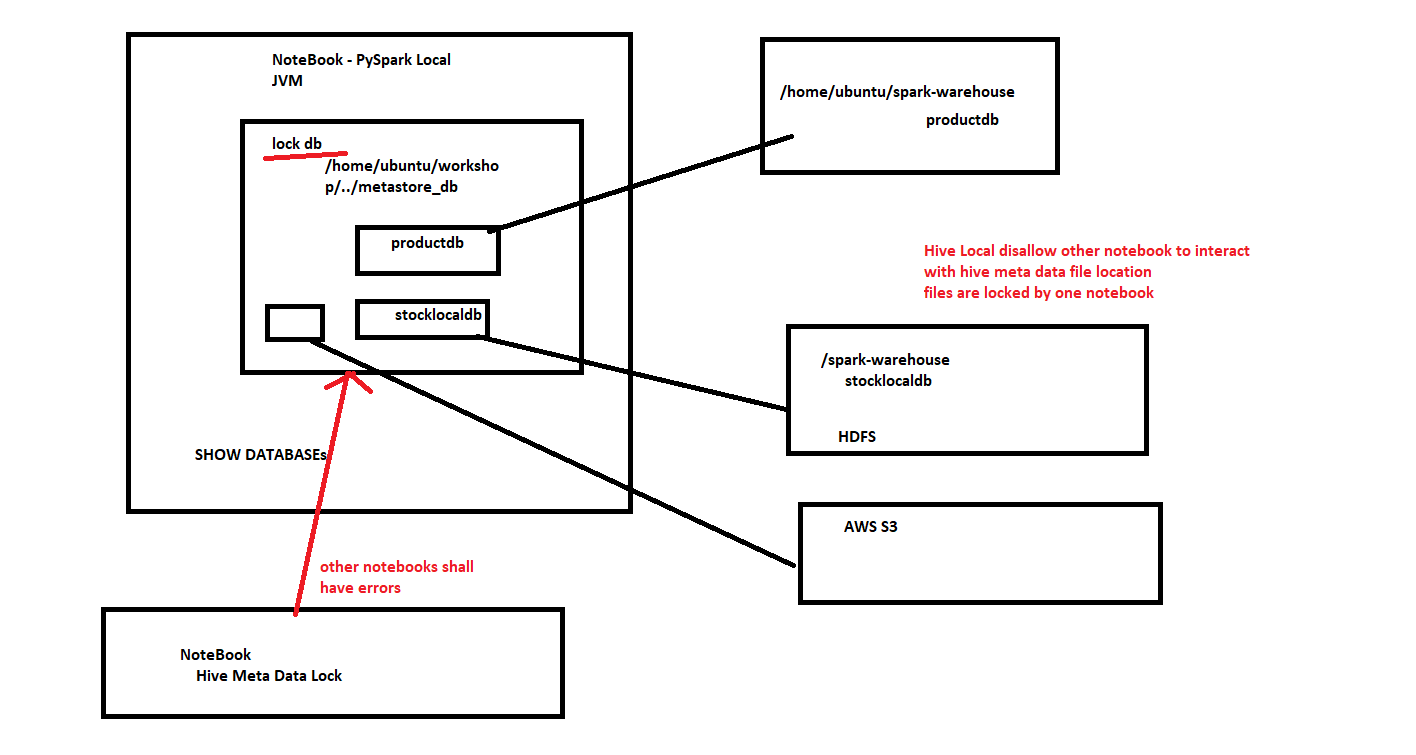 NoteBook - PySpark Local
JVM
lock db
/home/ubuntu/worksho
p/../metastore_db
productdb
stocklocaldb
SHOW DATABASEs
/home/ubuntu/spark-warehouse
productdb
Hive Local disallow other notebook to interact
with hive meta data file location
files are locked by one notebook
/spark-warehouse
stocklocaldb
HDFS
AWS S3
other notebooks shall
have errors
NoteBook
Hive Meta Data Lock